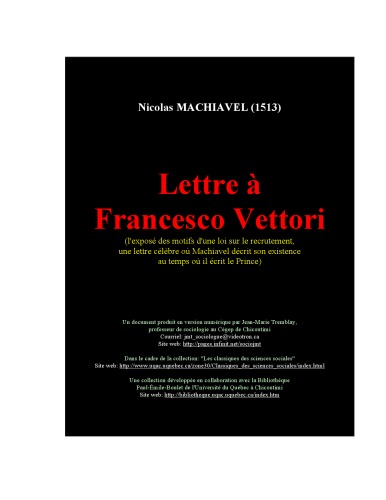 Nicolas MACHIAVEL (1513)
Lettre à
Francesco Vettori
(l'exposé des motifs d'une loi sur le recrutement,
une lettre célèbre où Machiavel décrit son existence
au temps où il écrit le Prince)
Un document produit en version numérique par Jean-Marie Tremblay,
professeur de sociologie au Cégep de Chicoutimi
Courriel: jmt_sociologue@videotron.ca
Site web: http://pages.infinit.net/sociojmt
Dans le cadre de la collection: "Les classiques des sciences sociales"
Site web: http://www.uqac.uquebec.ca/zone30/Classiques_des_sciences_sociales/index.html
Une collection développée en collaboration avec la Bibliothèque
Paul-Émile-Boulet de l'Université du Québec à Chicoutimi
Site web: http://bibliotheque.uqac.uquebec.ca/index.htm